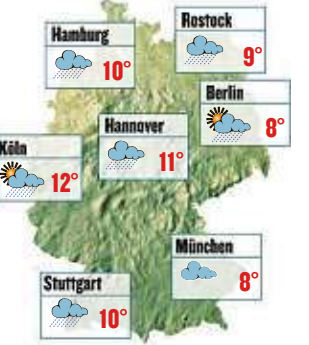 Rostock
9°
Hamburg
10°
Berlin
8°
Hannover
11°
Köln
12°
München
8°
Stuttgart
10°